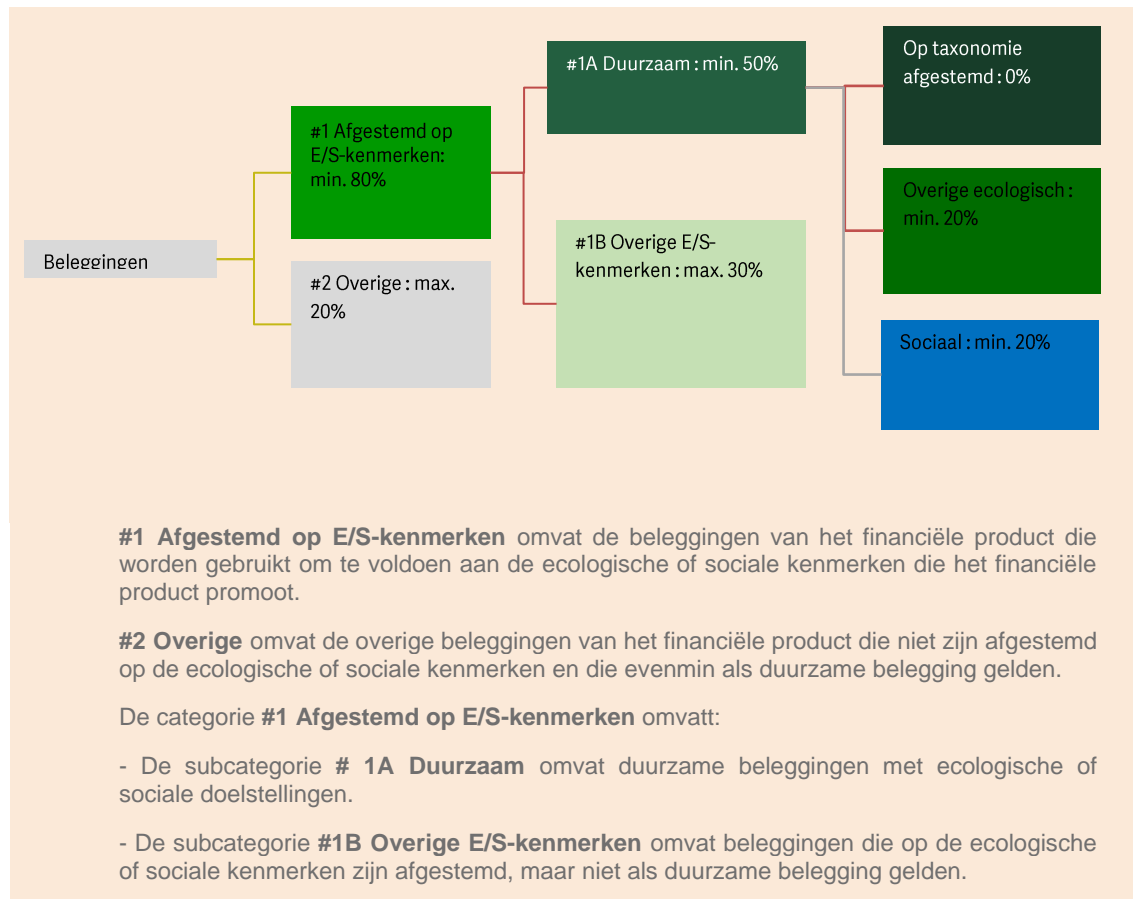 #1A Duurzaam : min. 50%
Op taxonomie
afgestemd : 0%
#1 Afgestemd op
E/S-kenmerken:
min. 80%
Overige ecologisch :
min. 20%
#1B Overige E/S-
kenmerken : max. 30%
Beleggingen
#2 Overige : max.
20%
Sociaal : min. 20%
#1 Afgestemd op E/S-kenmerken omvat de beleggingen van het financiële product die
worden gebruikt om te voldoen aan de ecologische of sociale kenmerken die het financiële
product promoot.
#2 Overige omvat de overige beleggingen van het financiële product die niet zijn afgestemd
op de ecologische of sociale kenmerken en die evenmin als duurzame belegging gelden.
De categorie #1 Afgestemd op E/S-kenmerken omvatt:
- De subcategorie # 1A Duurzaam omvat duurzame beleggingen met ecologische of
sociale doelstellingen.
- De subcategorie #1B Overige E/S-kenmerken omvat beleggingen die op de ecologische
of sociale kenmerken zijn afgestemd, maar niet als duurzame belegging gelden.